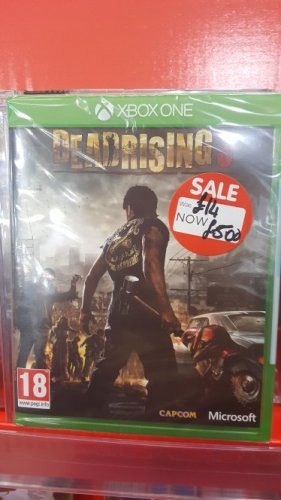 XBOX ONE
DEADRISING 3
SALE
Was £14
NOW £5.00
18
www.pegi.info
CAPCOM
Microsoft